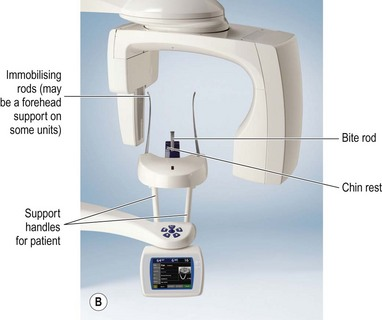 Immobilising
rods (may
be a forehead
support on
some units)
Bite rod
Chin rest
Support
handles
for patient
B